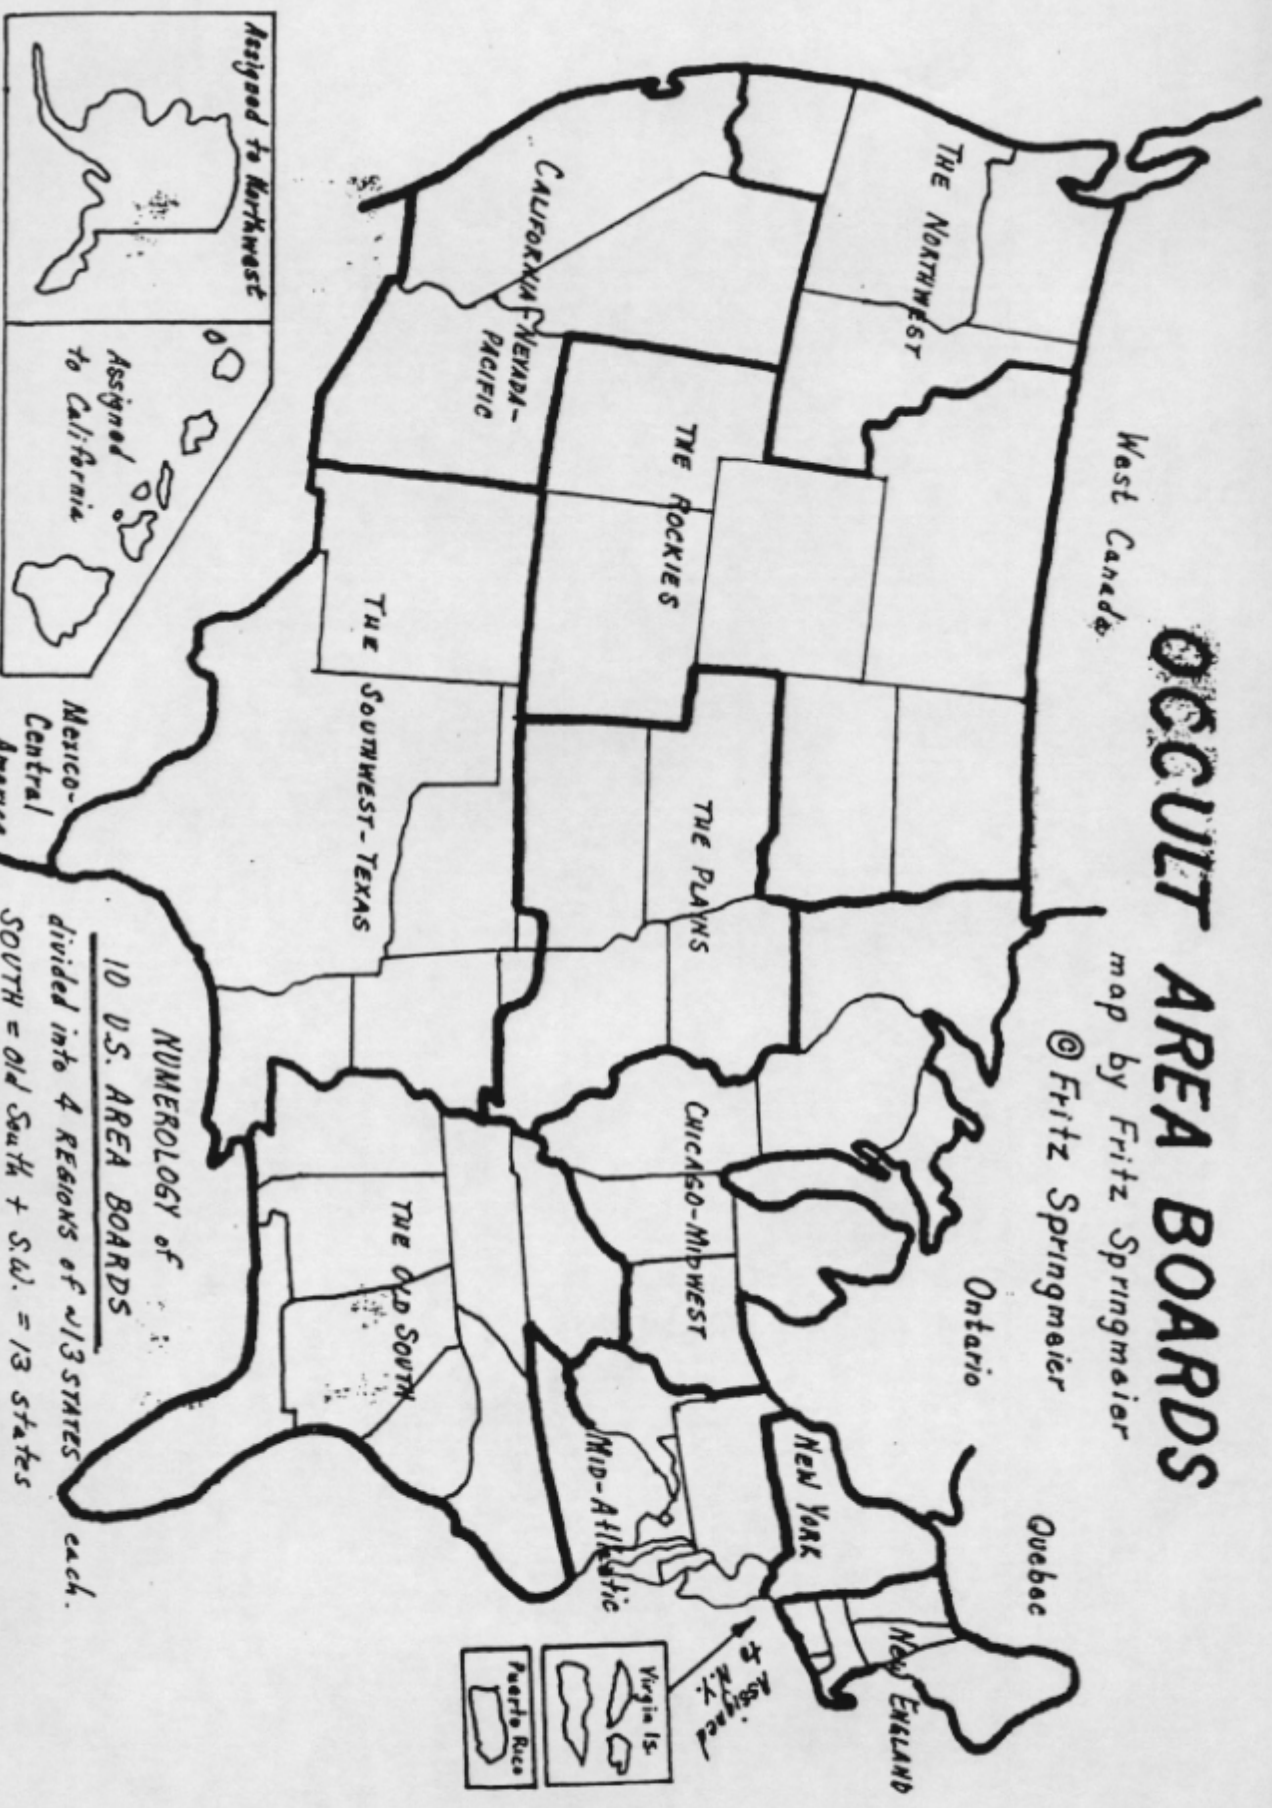 OCCULT AREA BOARDS
map by Fritz Springmeier
© Fritz Springmeier
West Canada
Ontario
Quebec
THE NORTHWEST
CALIFORNIA-NEVADA-
PACIFIC
THE ROCKIES
THE PLAINS
THE SOUTHWEST-TEXAS
CHICAGO-MIDWEST
THE OLD SOUTH
MID-Atlantic
NEW YORK
NEW ENGLAND
Assigned to Northwest
Assigned
to California
Mexico-
Central
America
NUMEROLOGY of
10 U.S. AREA BOARDS
divided into 4 REGIONS of ~13 STATES each.
SOUTH = Old South + S.W. = 13 states
Assigned
to
N.Y.
Virgin Is.
Puerto Rico